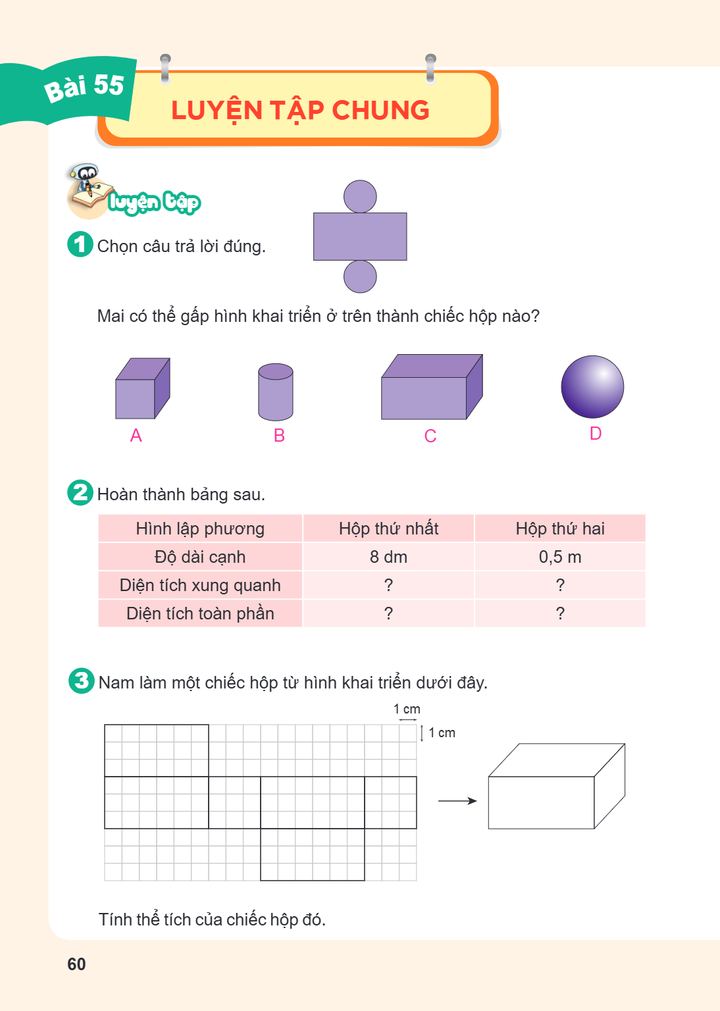 Bài 55
LUYỆN TẬP CHUNG
luyện tập
1 Chọn câu trả lời đúng.
Mai có thể gấp hình khai triển ở trên thành chiếc hộp nào?
A B C D
2 Hoàn thành bảng sau.
Hình lập phương Hộp thứ nhất Hộp thứ hai
Độ dài cạnh 8 dm 0,5 m
Diện tích xung quanh ? ?
Diện tích toàn phần ? ?
3 Nam làm một chiếc hộp từ hình khai triển dưới đây.
1 cm
1 cm
Tính thể tích của chiếc hộp đó.
60